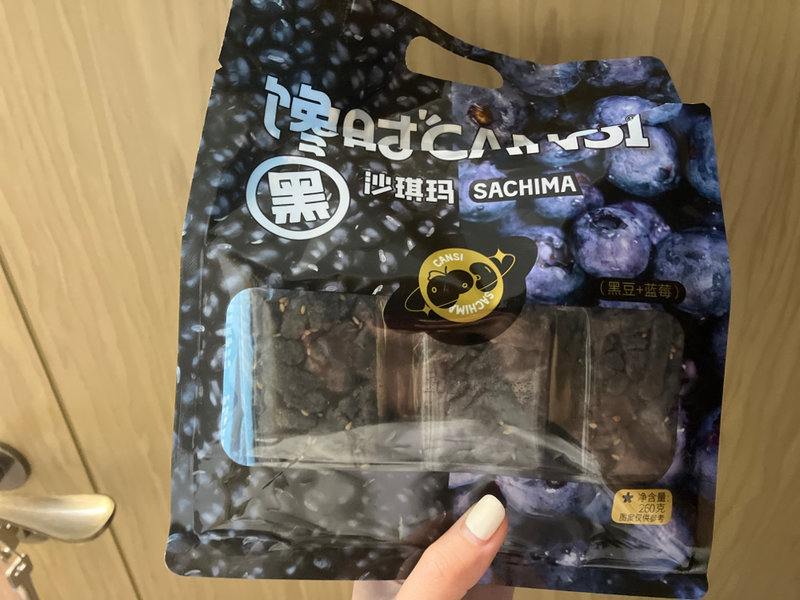 馋时CANSI
黑
沙琪玛 SACHIMA
CANSI
SACHIMA
(黑豆+蓝莓)
净含量:
260克
图案仅供参考